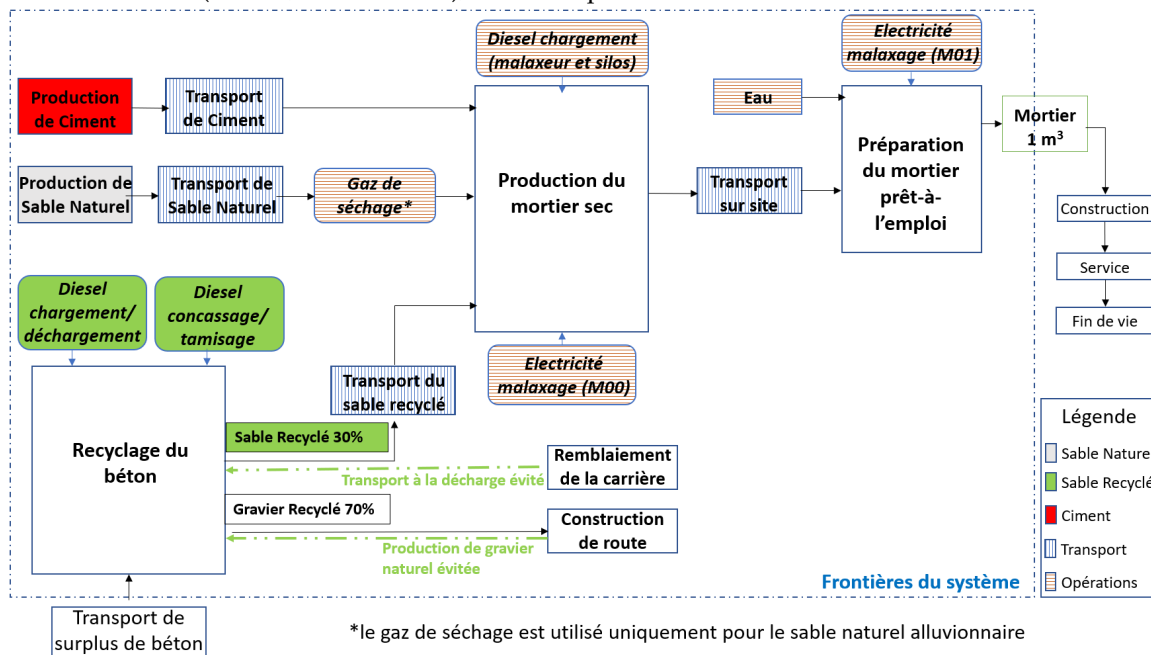 Diesel chargement
(malaxeur et silos)
Electricité
malaxage (M01)
Production
de Ciment
Transport
de Ciment
Eau
Mortier
1 m³
Production de
Sable Naturel
Transport de
Sable Naturel
Gaz de
séchage*
Production du
mortier sec
Transport
sur site
Préparation
du mortier
prêt-à-
l'emploi
Construction
Service
Fin de vie
Diesel
chargement/
déchargement
Diesel
concassage/
tamisage
Transport du
sable recyclé
Electricité
malaxage (M00)
Recyclage du
béton
Sable Recyclé 30%
Transport à la décharge évité
Remblaiement
de la carrière
Gravier Recyclé 70%
Production de gravier
naturel évitée
Construction
de route
Légende
Sable Nature
Sable Recyclé
Ciment
Transport
Opérations
Frontières du système
Transport de
surplus de béton
*le gaz de séchage est utilisé uniquement pour le sable naturel alluvionnaire